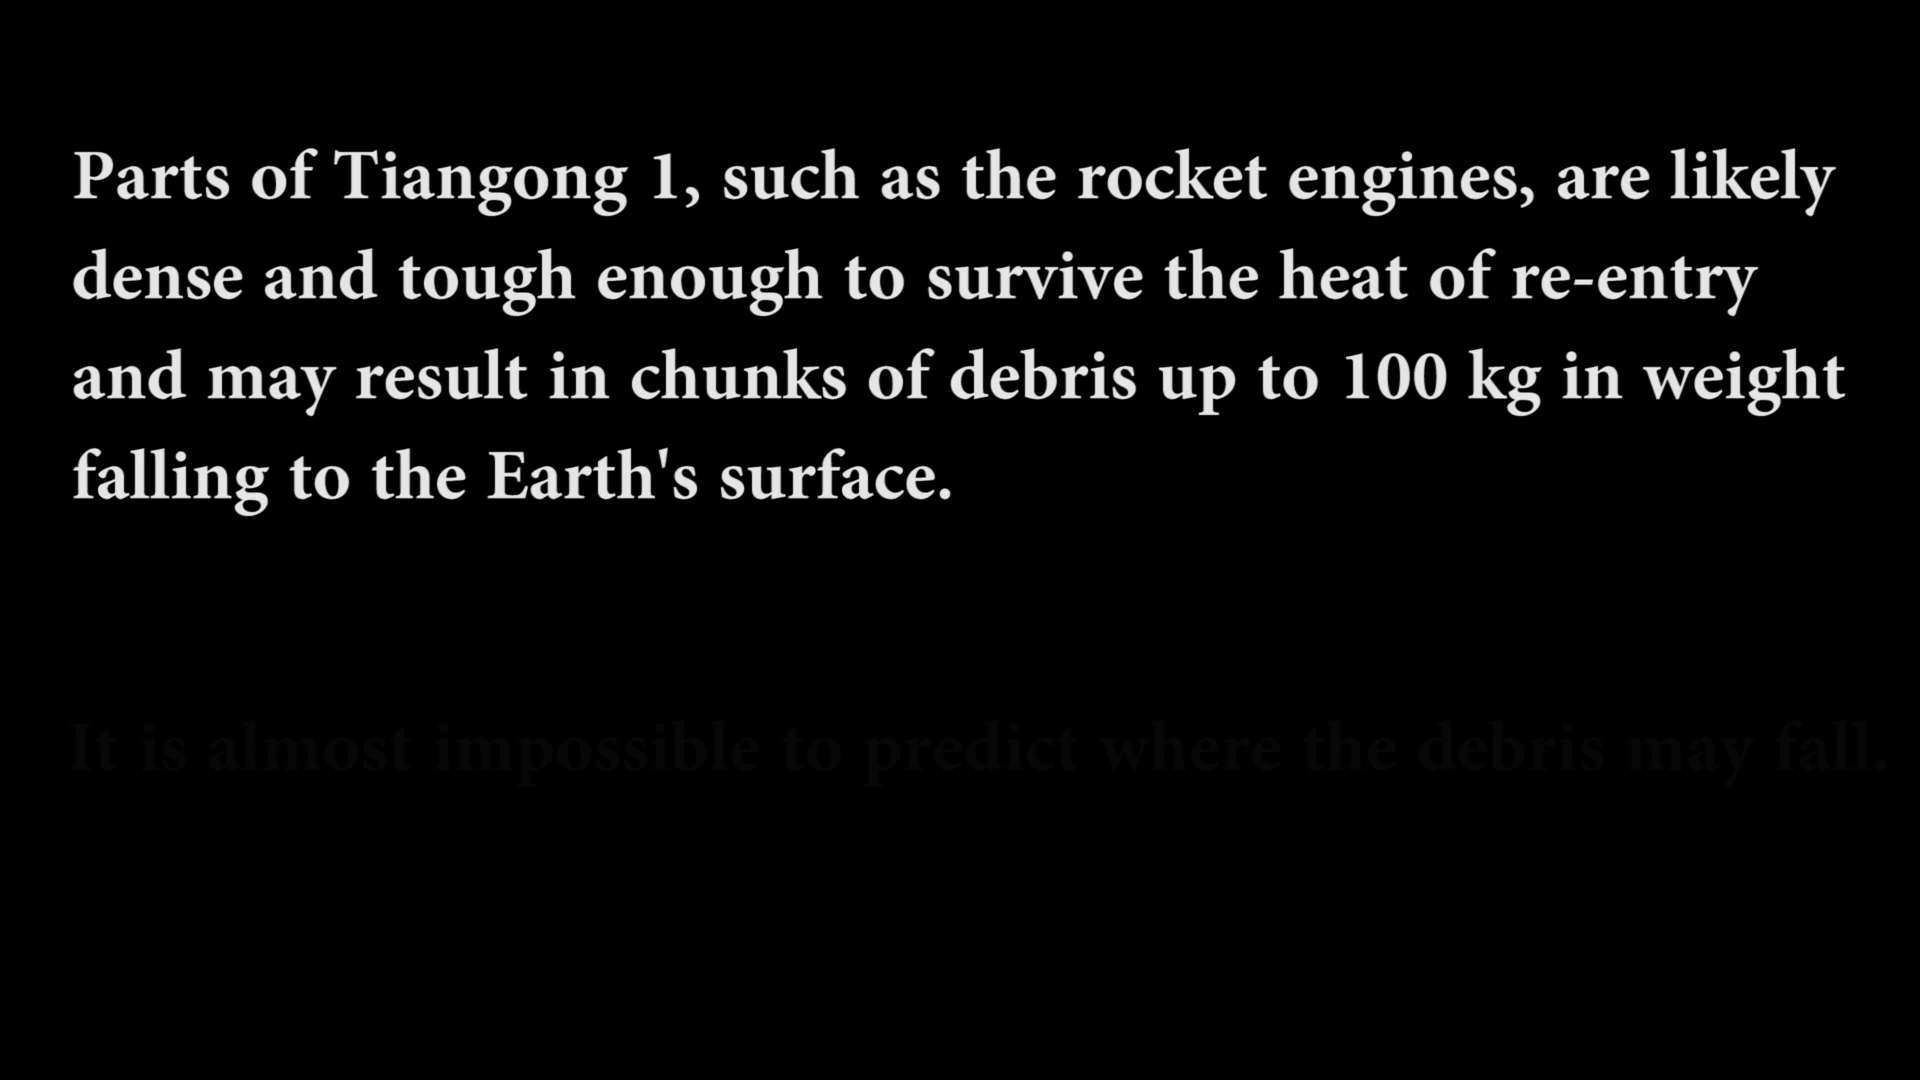 Parts of Tiangong 1, such as the rocket engines, are likely
dense and tough enough to survive the heat of re-entry
and may result in chunks of debris up to 100 kg in weight
falling to the Earth's surface.
It is almost impossible to predict where the debris may fall.